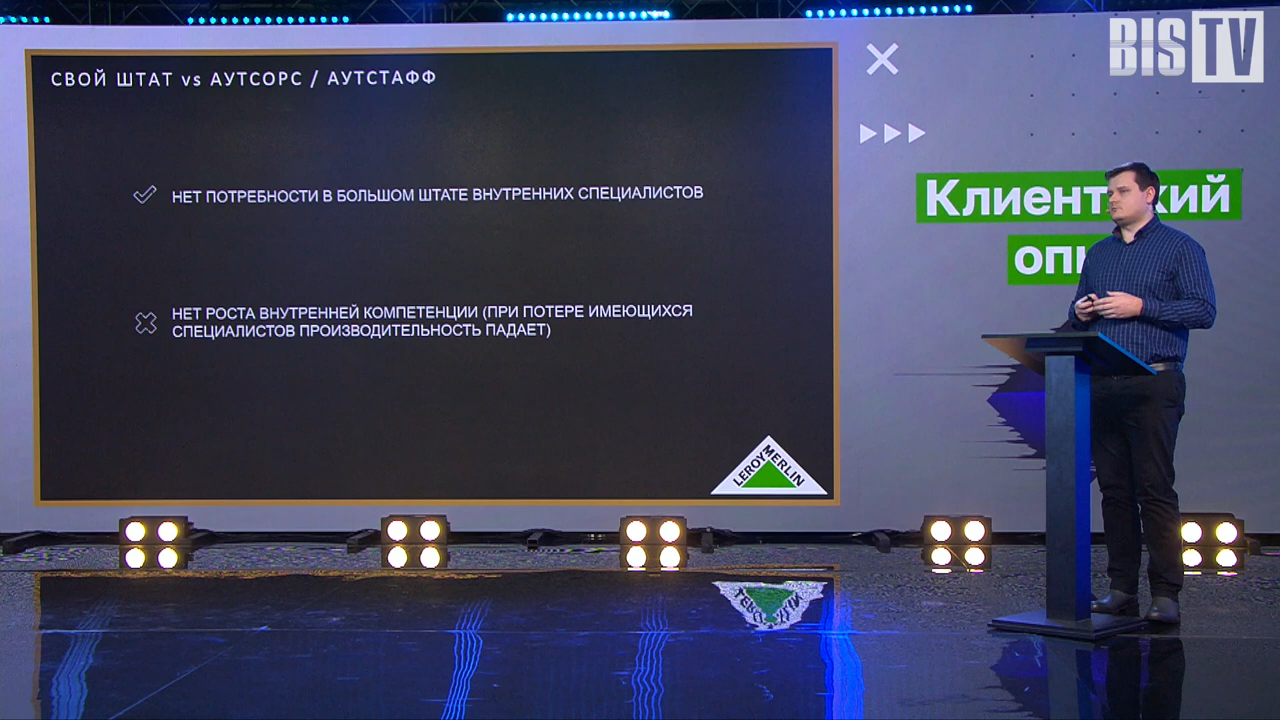 СВОЙ ШТАТ vs АУТСОРС / АУТСТАФФ
НЕТ ПОТРЕБНОСТИ В БОЛЬШОМ ШТАТЕ ВНУТРЕННИХ СПЕЦИАЛИСТОВ
НЕТ РОСТА ВНУТРЕННЕЙ КОМПЕТЕНЦИИ (ПРИ ПОТЕРЕ ИМЕЮЩИХСЯ
СПЕЦИАЛИСТОВ ПРОИЗВОДИТЕЛЬНОСТЬ ПАДАЕТ)
LEROY MERLIN
BIS TV